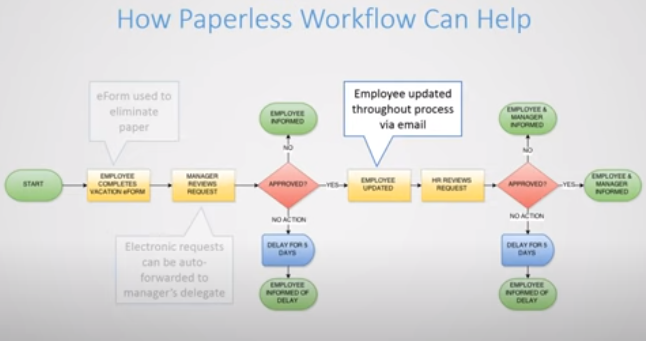 How Paperless Workflow Can Help
eForm used to
eliminate
paper
Employee updated
throughout process
via email
EMPLOYEE
INFORMED
EMPLOYEE &
MANAGER
INFORMED
NO
NO
START
EMPLOYEE
COMPLETES
VACATION eFORM
MANAGER
REVIEWS
REQUEST
APPROVED?
YES
EMPLOYEE
UPDATED
HR REVIEWS
REQUEST
APPROVED?
YES
EMPLOYEE &
MANAGER
INFORMED
NO ACTION
NO ACTION
Electronic requests
can be auto-
forwarded to
manager's delegate
DELAY FOR 5
DAYS
DELAY FOR 5
DAYS
EMPLOYEE
INFORMED OF
DELAY
EMPLOYEE
INFORMED OF
DELAY